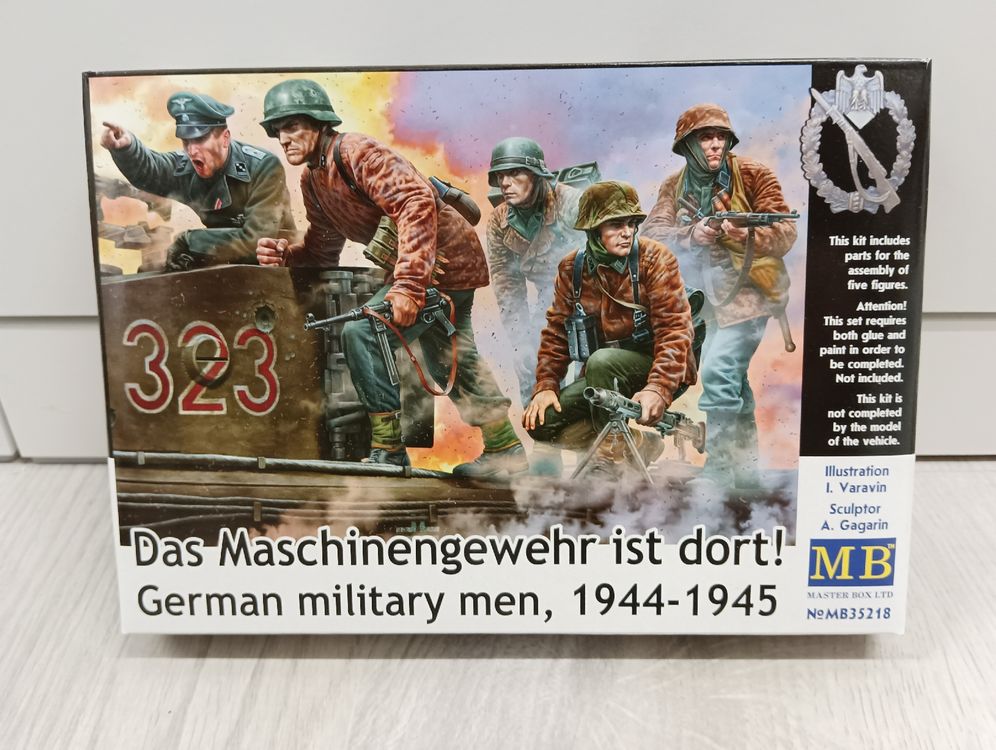 323
This kit includes
parts for the
assembly of
five figures.
Attention!
This set requires
both glue and
paint in order to
be completed.
Not included.
This kit is
not completed
by the model
of the vehicle.
Illustration
I. Varavin
Sculptor
A. Gagarin
MB™
MASTER BOX LTD
№MB35218
Das Maschinengewehr ist dort!
German military men, 1944-1945